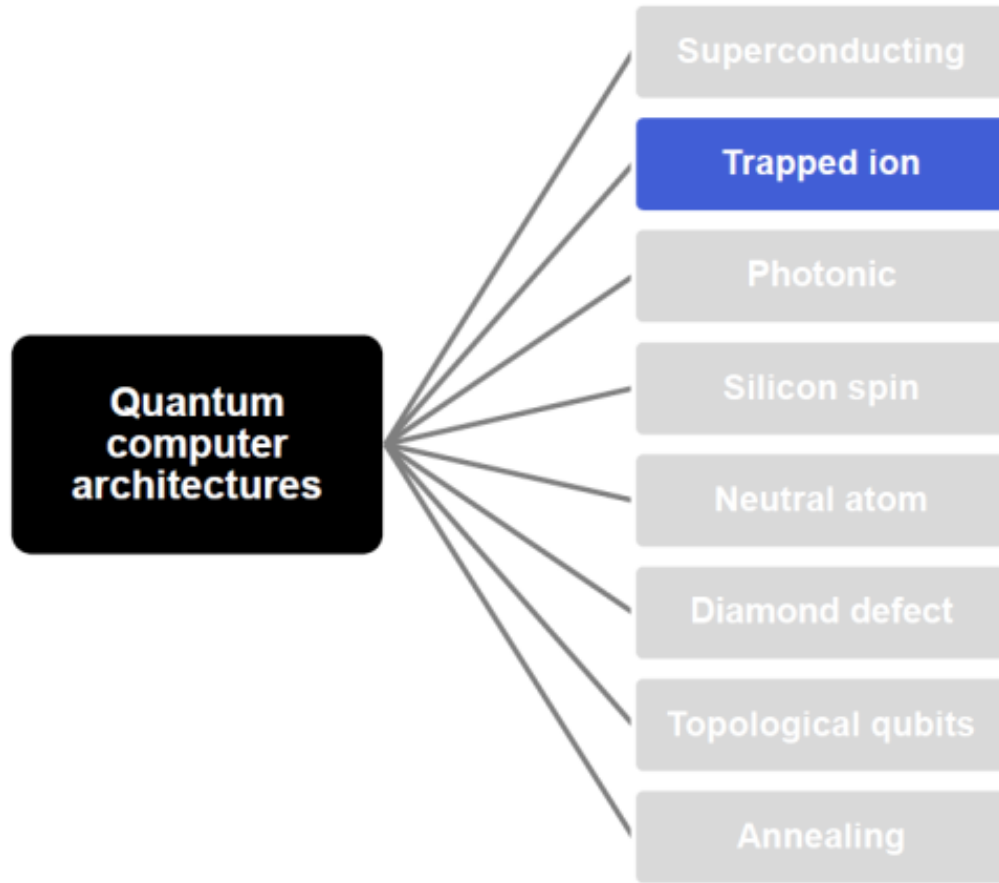 Superconducting
Trapped ion
Photonic
Quantum
computer
architectures
Silicon spin
Neutral atom
Diamond defect
Topological qubits
Annealing